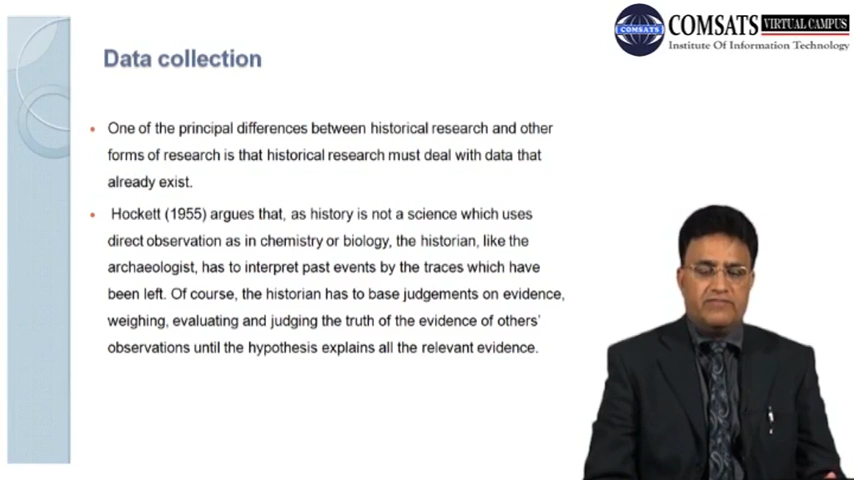 COMSATS VIRTUAL CAMPUS
COMSATS
Institute Of Information Technology
Data collection
One of the principal differences between historical research and other
forms of research is that historical research must deal with data that
already exist.
Hockett (1955) argues that, as history is not a science which uses
direct observation as in chemistry or biology, the historian, like the
archaeologist, has to interpret past events by the traces which have
been left. Of course, the historian has to base judgements on evidence,
weighing, evaluating and judging the truth of the evidence of others'
observations until the hypothesis explains all the relevant evidence.